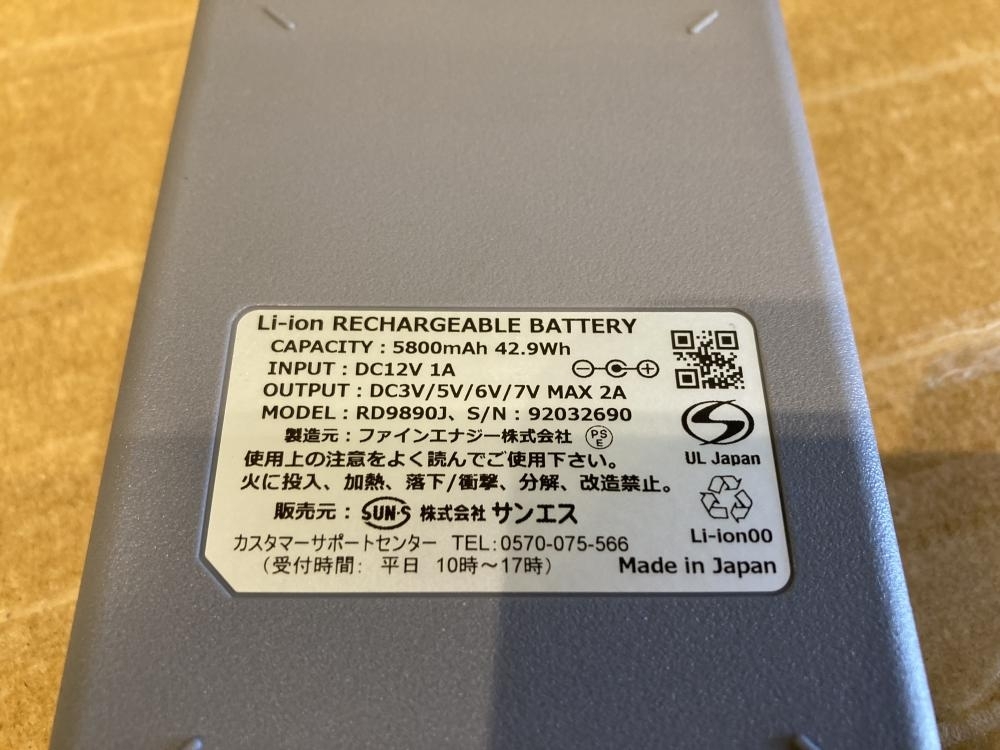 Li-ion RECHARGEABLE BATTERY
CAPACITY : 5800mAh 42.9Wh
INPUT : DC12V 1A
OUTPUT : DC3V/5V/6V/7V MAX 2A
MODEL : RD9890J、S/N : 92032690
製造元 : ファインエナジー株式会社 PSE
使用上の注意をよく読んでご使用下さい。
火に投入、加熱、落下/衝撃、分解、改造禁止。
販売元 : SUN・S 株式会社 サンエス
カスタマーサポートセンター TEL:0570-075-566
（受付時間: 平日 10時～17時）
UL Japan
Li-ion00
Made in Japan